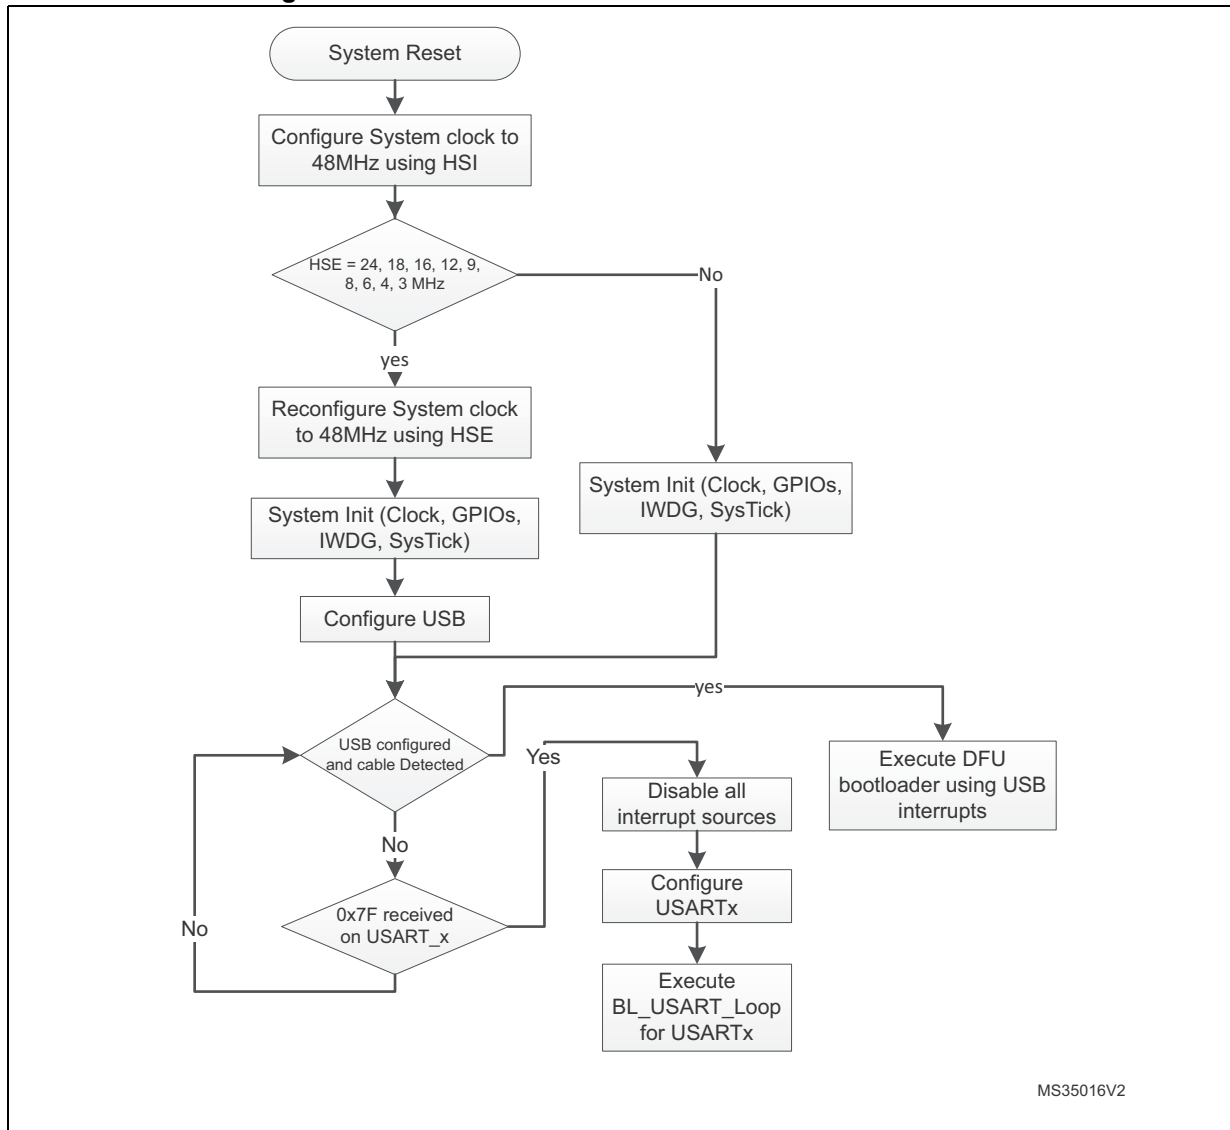 System Reset
Configure System clock to
48MHz using HSI
HSE = 24, 18, 16, 12, 9,
8, 6, 4, 3 MHz
No
yes
Reconfigure System clock
to 48MHz using HSE
System Init (Clock, GPIOs,
IWDG, SysTick)
System Init (Clock, GPIOs,
IWDG, SysTick)
Configure USB
yes
USB configured
and cable Detected
Yes
Execute DFU
bootloader using USB
interrupts
Disable all
interrupt sources
No
Configure
USARTx
0x7F received
on USART_x
No
Execute
BL_USART_Loop
for USARTx
MS35016V2